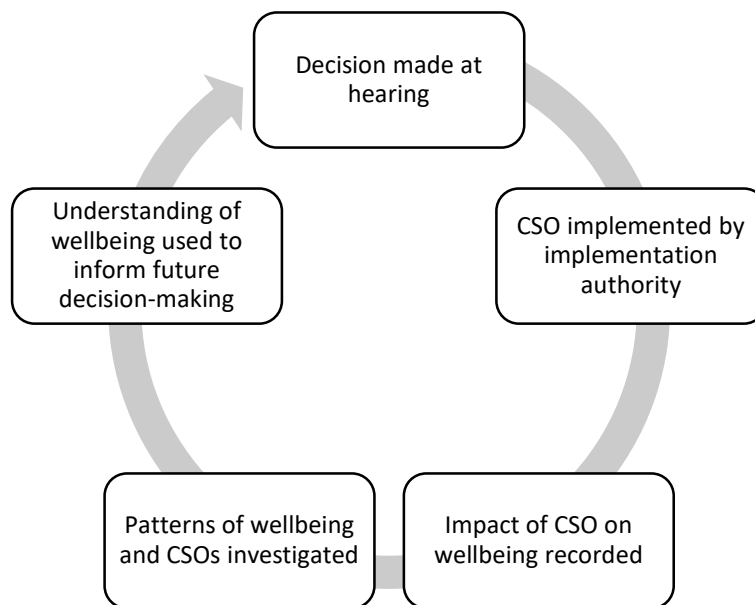 Decision made at
hearing
CSO implemented by
implementation
authority
Impact of CSO on
wellbeing recorded
Patterns of wellbeing
and CSOs investigated
Understanding of
wellbeing used to
inform future
decision-making